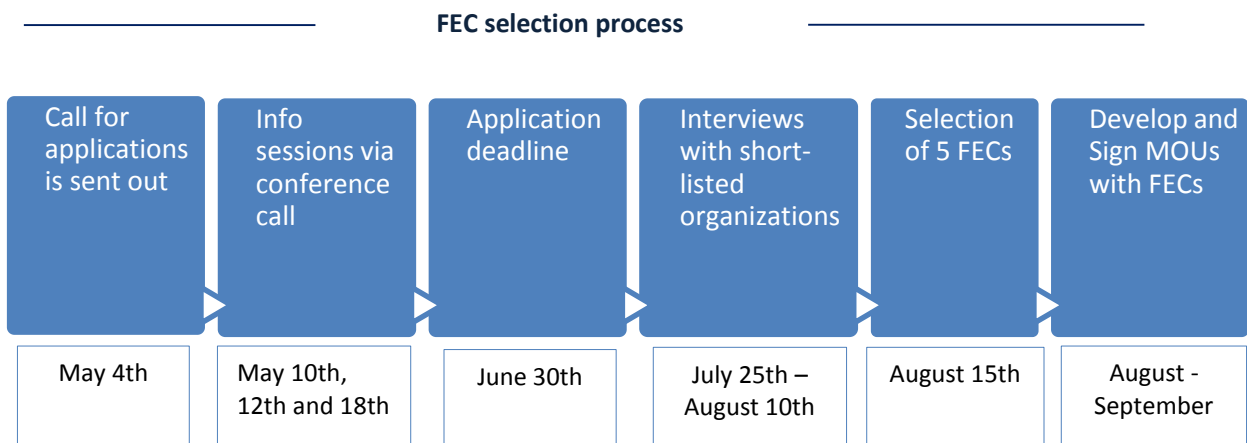 FEC selection process
Call for
applications
is sent out
Info
sessions via
conference
call
Application
deadline
Interviews
with short-
listed
organizations
Selection
of 5 FECs
Develop and
Sign MOUs
with FECs
May 4th
May 10th,
12th and 18th
June 30th
July 25th –
August 10th
August 15th
August -
September